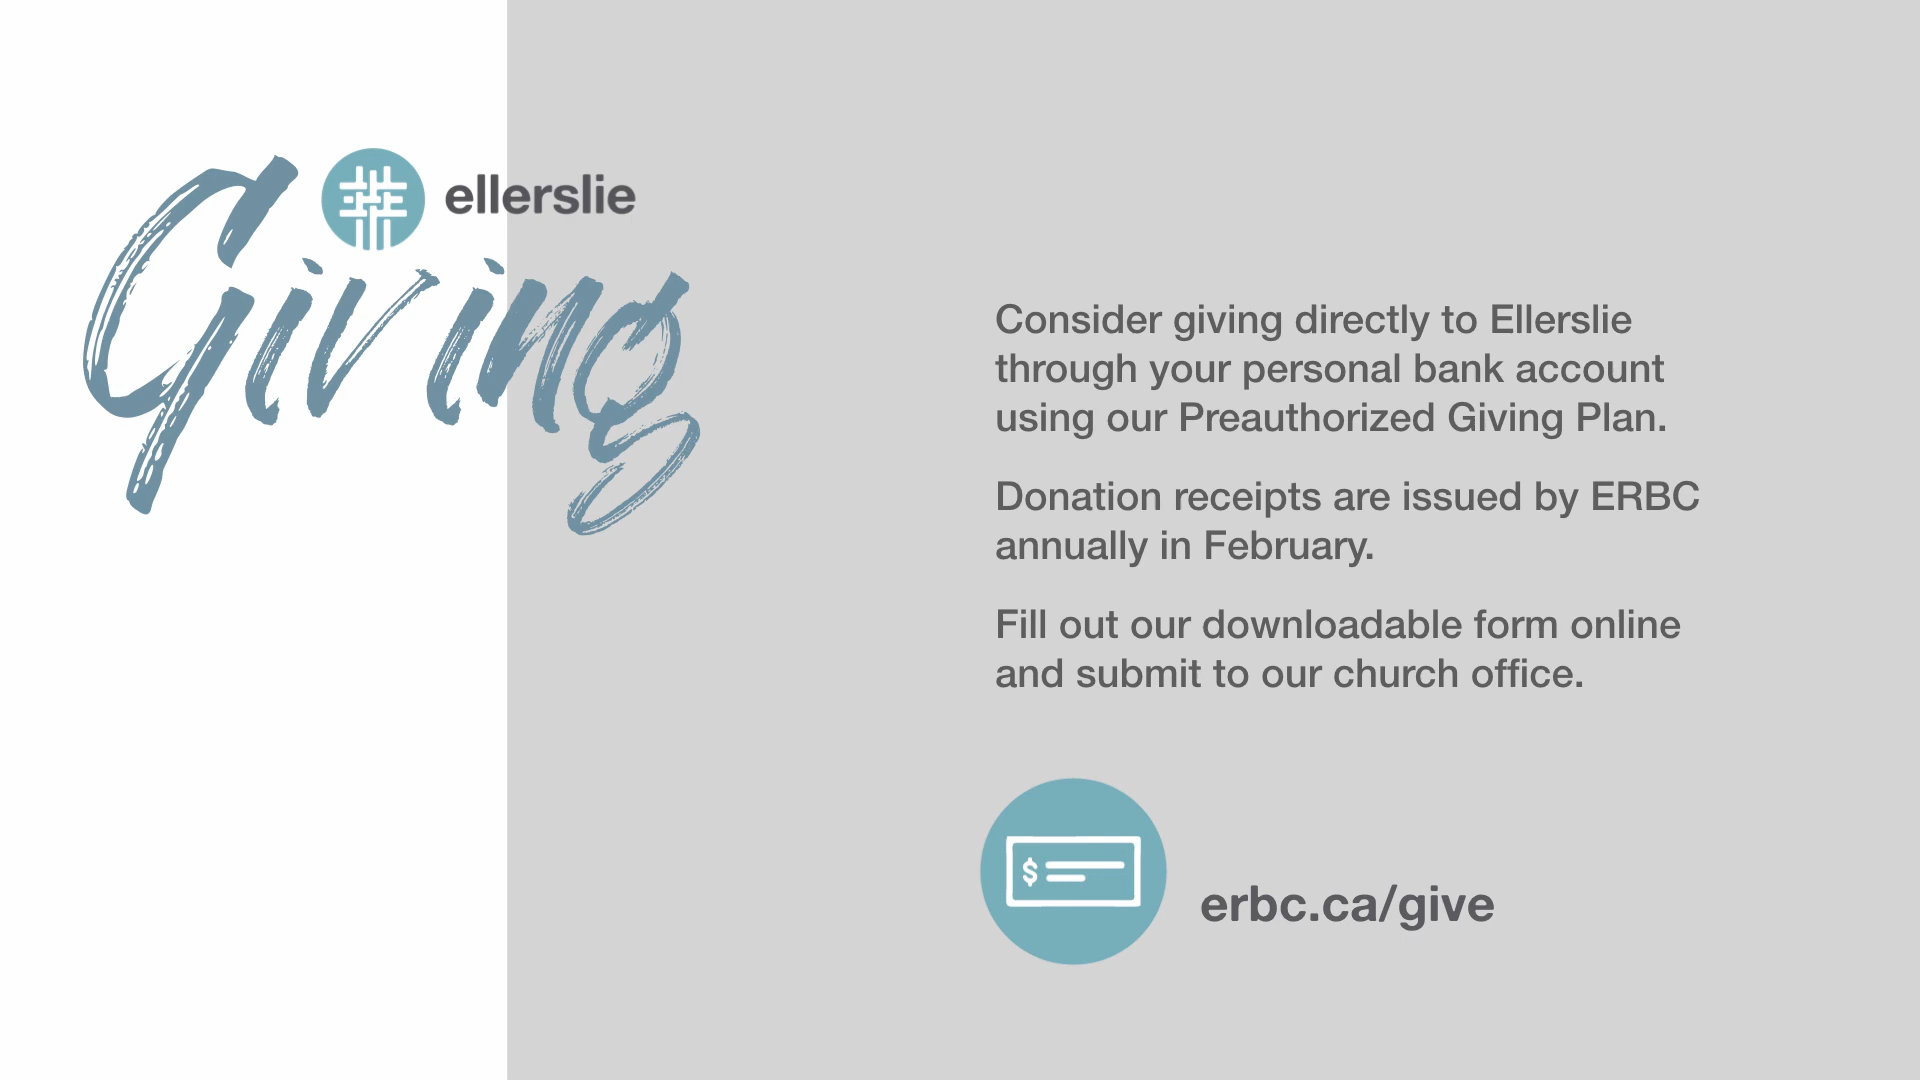 ellerslie
Giving
Consider giving directly to Ellerslie
through your personal bank account
using our Preauthorized Giving Plan.
Donation receipts are issued by ERBC
annually in February.
Fill out our downloadable form online
and submit to our church office.
$
erbc.ca/give